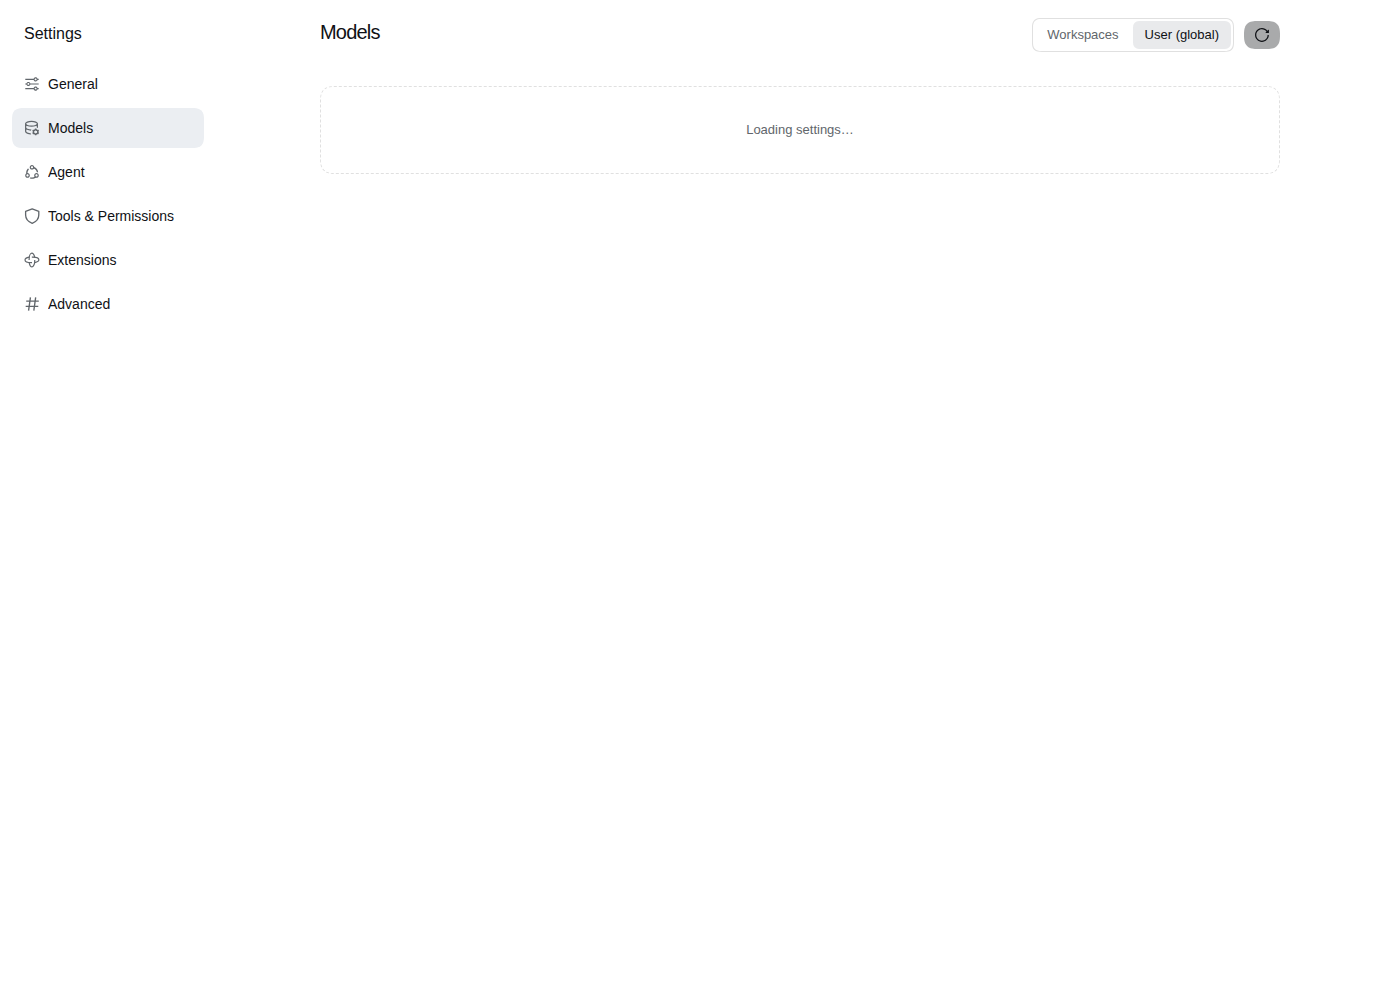 Settings
General
Models
Agent
Tools & Permissions
Extensions
Advanced
Models
Workspaces
User (global)
Loading settings…